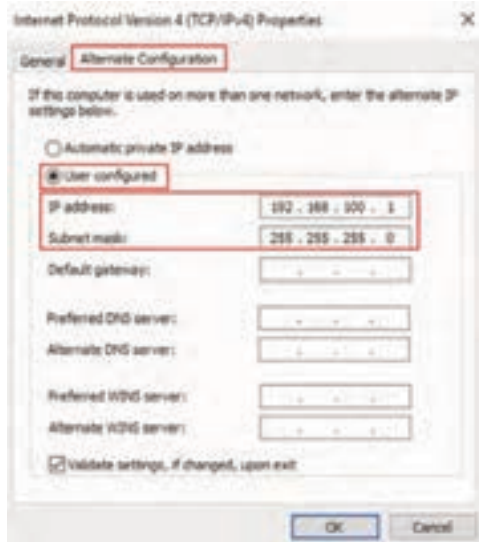 Internet Protocol Version 4 (TCP/IPv4) Properties
General Alternate Configuration
If this computer is used on more than one network, enter the alternate IP
settings below.
Automatic private IP address
User configured
IP address: 192 . 168 . 100 . 1
Subnet mask: 255 . 255 . 255 . 0
Default gateway: . . .
Preferred DNS server: . . .
Alternate DNS server: . . .
Preferred WINS server: . . .
Alternate WINS server: . . .
Validate settings, if changed, upon exit
OK Cancel